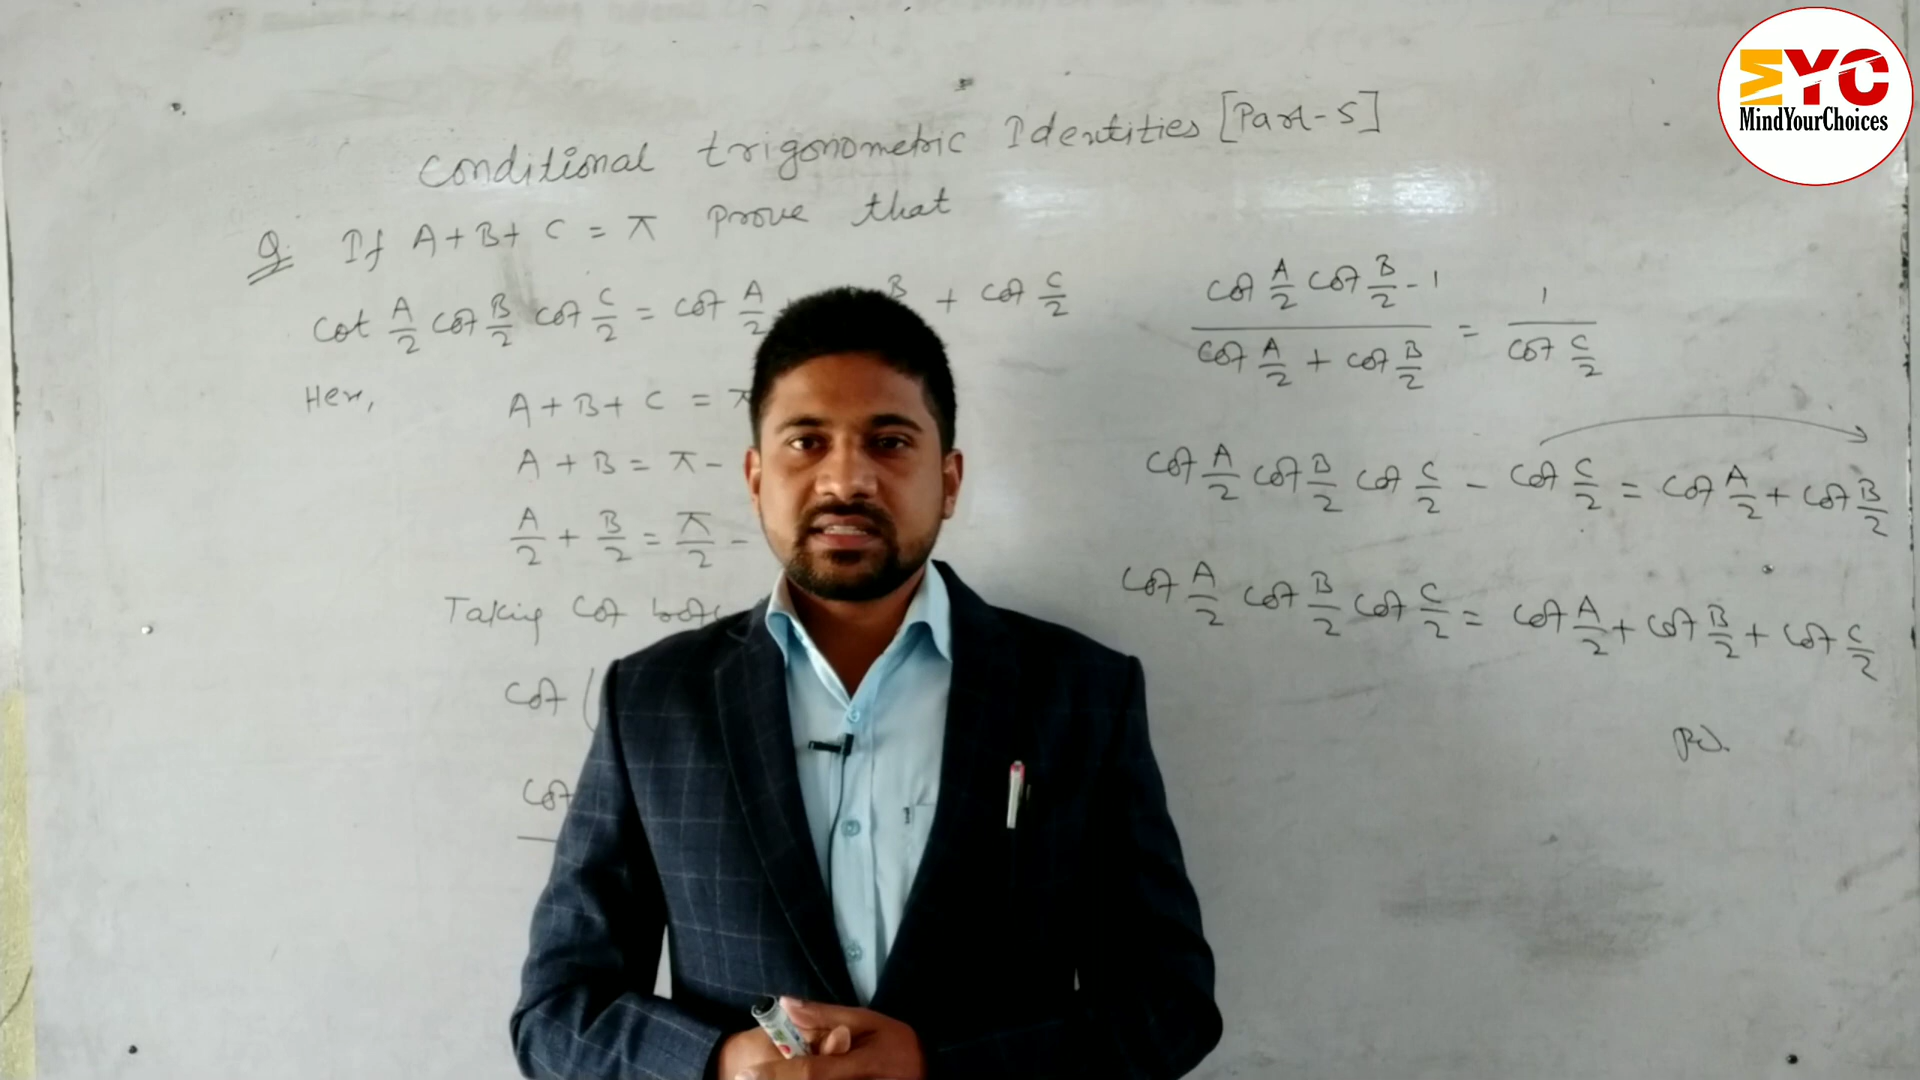 MYC
MindYourChoices
Conditional trigonometric Identities [Part-5]
Q. If A+B+C = π prove that
cot A/2 cot B/2 cot C/2 = cot A/2 B + cot C/2
Here,
A+B+C = π
A+B = π -
A/2 + B/2 = π/2 -
Taking cot bot
cot (
cot
cot A/2 cot B/2 - 1 / cot A/2 + cot B/2 = 1 / cot C/2
cot A/2 cot B/2 cot C/2 - cot C/2 = cot A/2 + cot B/2
cot A/2 cot B/2 cot C/2 = cot A/2 + cot B/2 + cot C/2